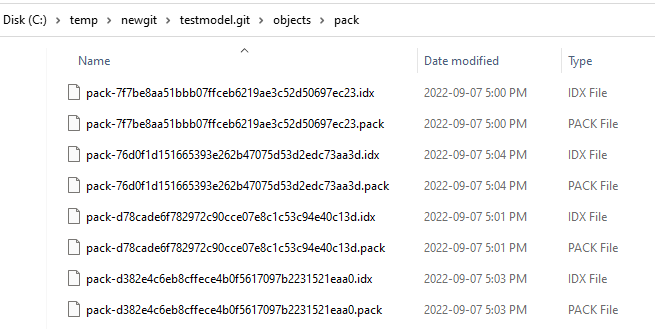 Disk (C:) > temp > newgit > testmodel.git > objects > pack
Name Date modified Type
pack-7f7be8aa51bbb07ffceb6219ae3c52d50697ec23.idx 2022-09-07 5:00 PM IDX File
pack-7f7be8aa51bbb07ffceb6219ae3c52d50697ec23.pack 2022-09-07 5:00 PM PACK File
pack-76d0f1d151665393e262b47075d53d2edc73aa3d.idx 2022-09-07 5:04 PM IDX File
pack-76d0f1d151665393e262b47075d53d2edc73aa3d.pack 2022-09-07 5:04 PM PACK File
pack-d78cade6f782972c90cce07e8c1c53c94e40c13d.idx 2022-09-07 5:01 PM IDX File
pack-d78cade6f782972c90cce07e8c1c53c94e40c13d.pack 2022-09-07 5:01 PM PACK File
pack-d382e4c6eb8cffece4b0f5617097b2231521eaa0.idx 2022-09-07 5:03 PM IDX File
pack-d382e4c6eb8cffece4b0f5617097b2231521eaa0.pack 2022-09-07 5:03 PM PACK File